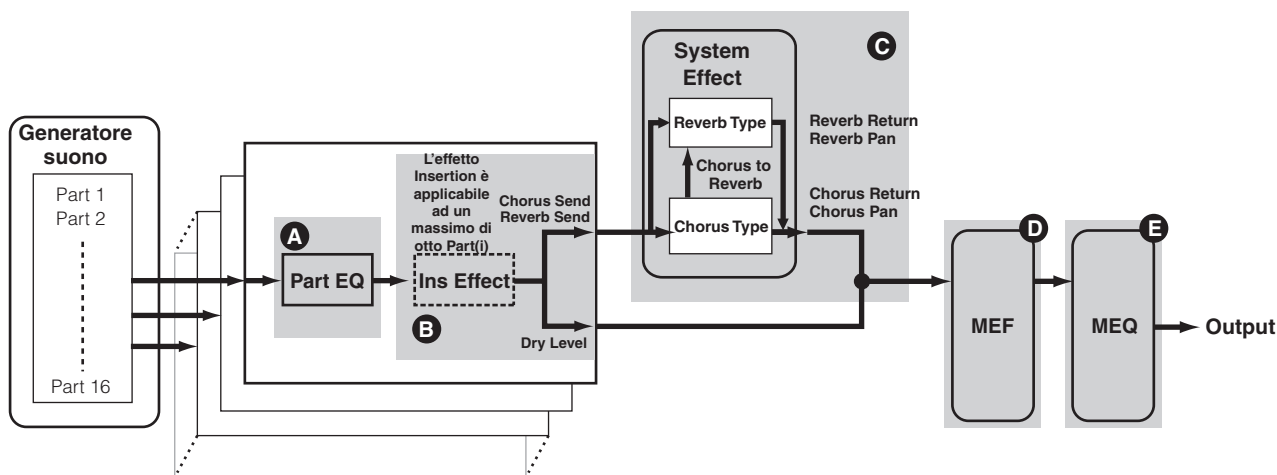 Generatore
suono
Part 1
Part 2
Part 16
A
Part EQ
L'effetto
Insertion è
applicabile
ad un
massimo di
otto Part(i)
Ins Effect
B
Chorus Send
Reverb Send
Dry Level
System
Effect
C
Reverb Type
Chorus to
Reverb
Chorus Type
Reverb Return
Reverb Pan
Chorus Return
Chorus Pan
D
MEF
E
MEQ
Output